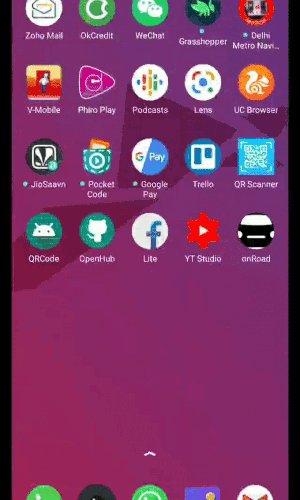 Zoho Mail OkCredit WeChat Grasshopper Delhi
Metro Navi...
V-Mobile Phiro Play Podcasts Lens UC Browser
G Pay
JioSaavn Pocket Google Trello QR Scanner
Code Pay
QRCode OpenHub Lite YT Studio onRoad